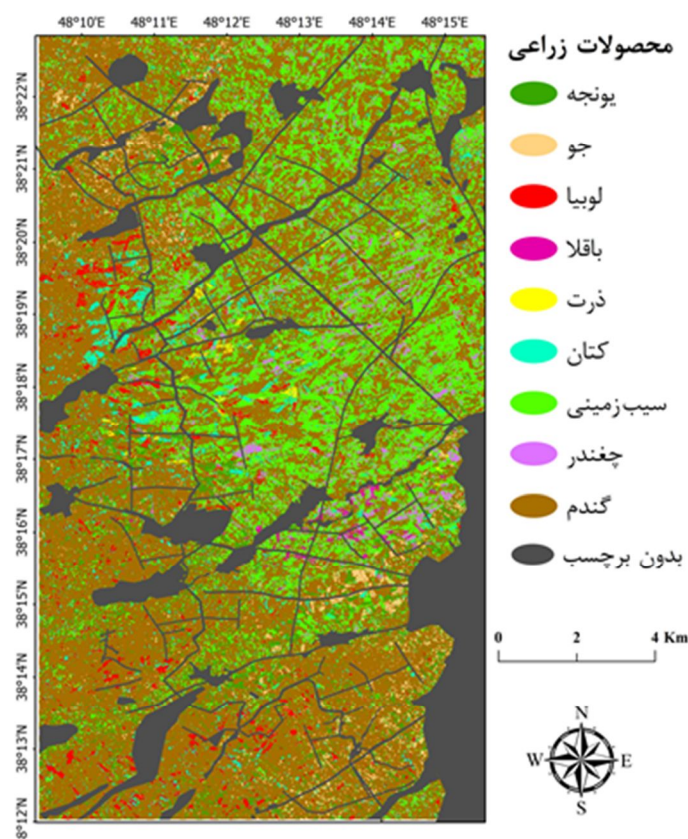 48°10'E 48°11'E 48°12'E 48°13'E 48°14'E 48°15'E
38°22'N
38°21'N
38°20'N
38°19'N
38°18'N
38°17'N
38°16'N
38°15'N
38°14'N
38°13'N
8°12'N
محصولات زراعی
یونجه
جو
لوبیا
باقلا
ذرت
کتان
سیب‌زمینی
چغندر
گندم
بدون برچسب
0 2 4 Km
N
W E
S